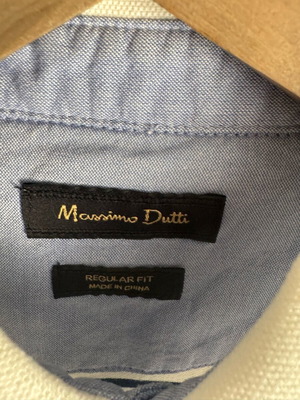 Massimo Dutti
REGULAR FIT
MADE IN CHINA